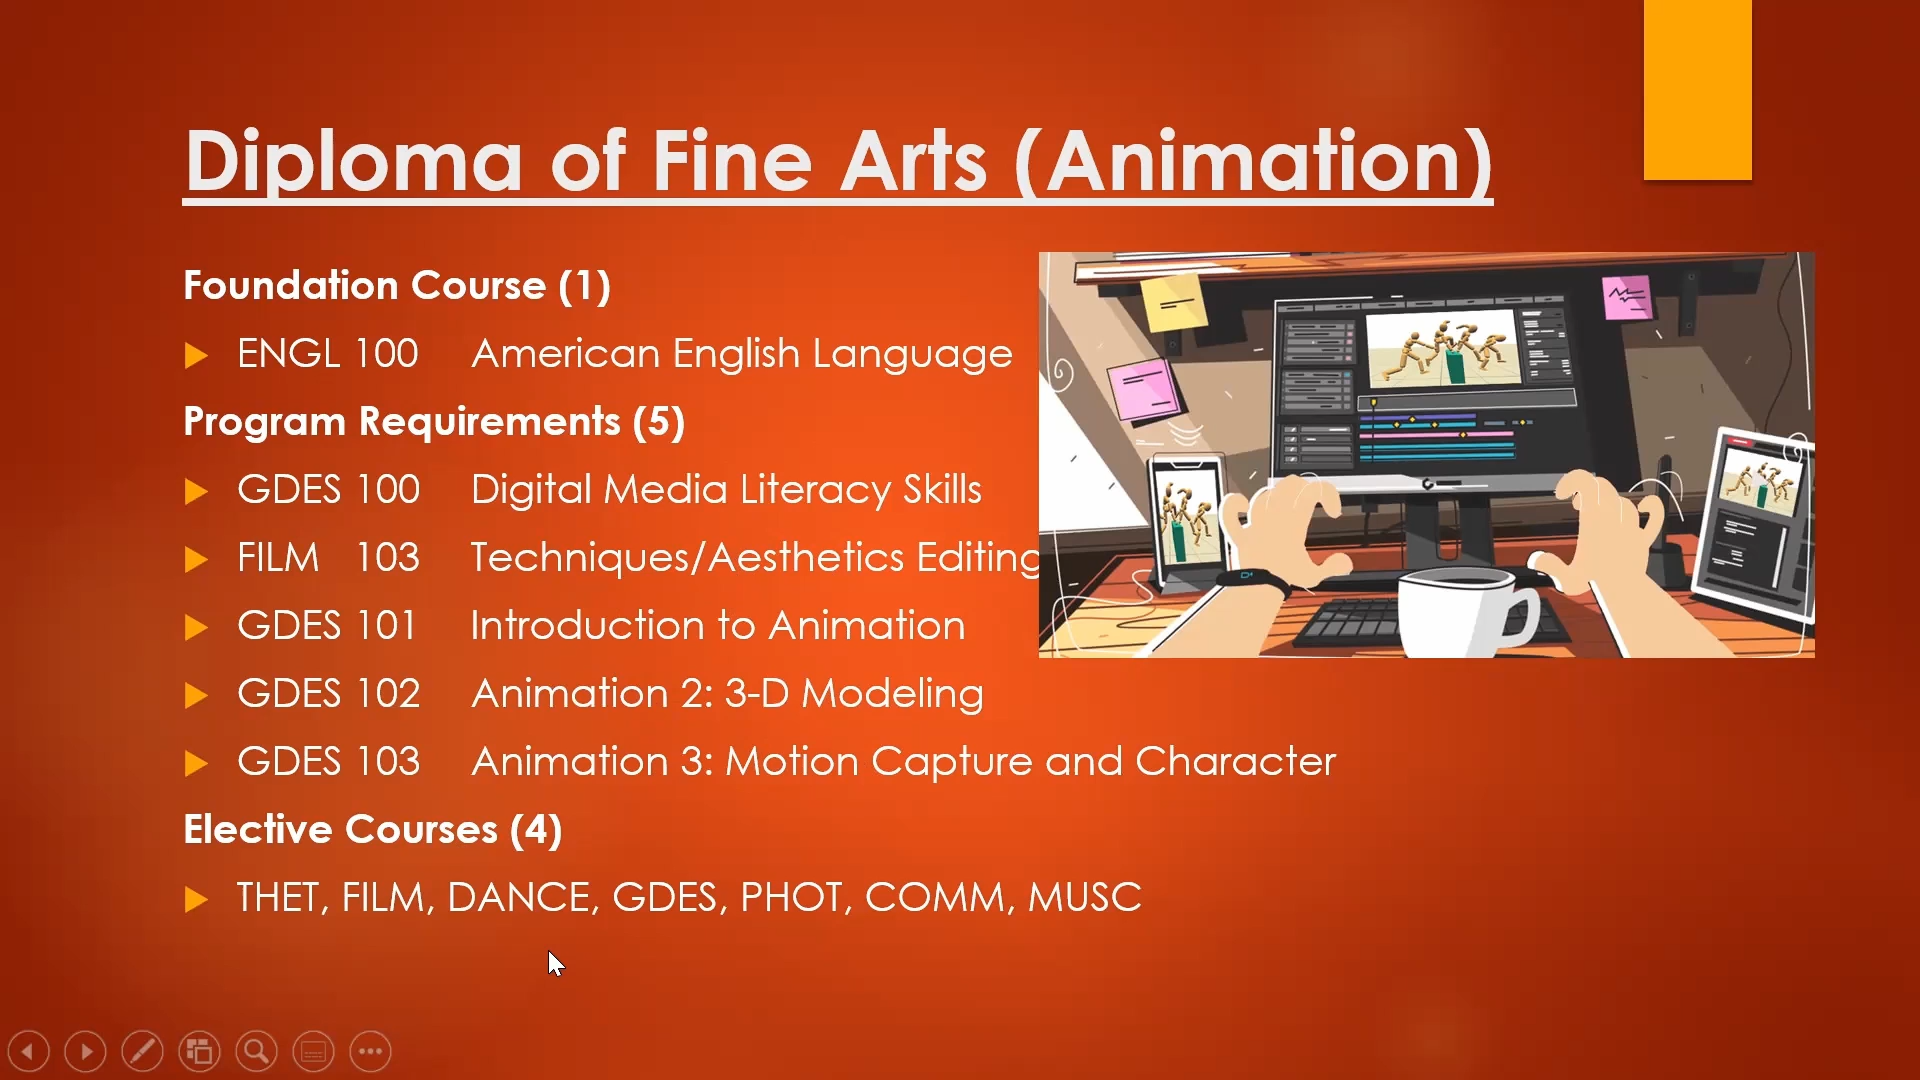 Diploma of Fine Arts (Animation)
Foundation Course (1)
ENGL 100 American English Language
Program Requirements (5)
GDES 100 Digital Media Literacy Skills
FILM 103 Techniques/Aesthetics Editing
GDES 101 Introduction to Animation
GDES 102 Animation 2: 3-D Modeling
GDES 103 Animation 3: Motion Capture and Character
Elective Courses (4)
THET, FILM, DANCE, GDES, PHOT, COMM, MUSC